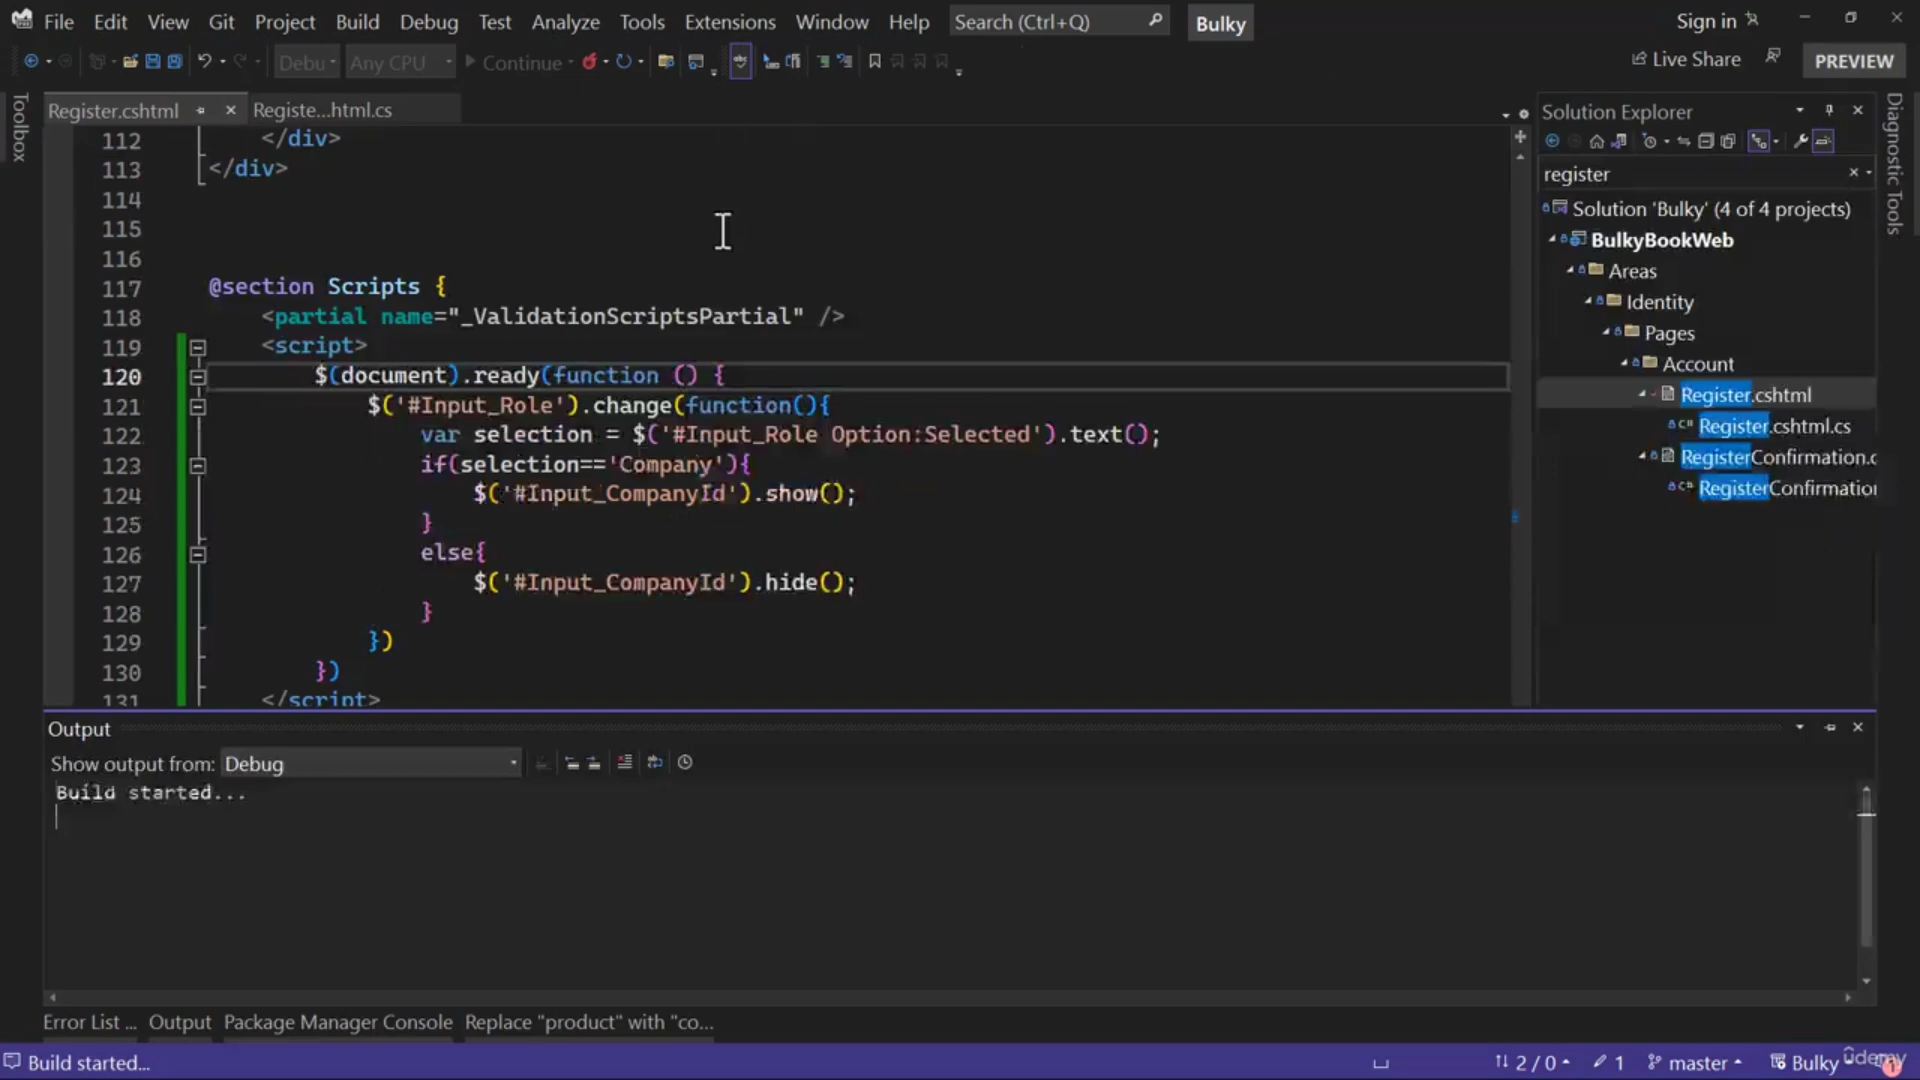 File Edit View Git Project Build Debug Test Analyze Tools Extensions Window Help Search (Ctrl+Q) Bulky Sign in
Any CPU Continue Live Share PREVIEW
Toolbox
Register.cshtml Registe...html.cs
112 </div>
113 </div>
114
115
116
117 @section Scripts {
118 <partial name="_ValidationScriptsPartial" />
119 <script>
120 $(document).ready(function () {
121 $('#Input_Role').change(function(){
122 var selection = $('#Input_Role Option:Selected').text();
123 if(selection=='Company'){
124 $('#Input_CompanyId').show();
125 }
126 else{
127 $('#Input_CompanyId').hide();
128 }
129 })
130 })
131 </script>
Solution Explorer
register
Solution 'Bulky' (4 of 4 projects)
BulkyBookWeb
Areas
Identity
Pages
Account
Register.cshtml
Register.cshtml.cs
RegisterConfirmation.c
RegisterConfirmation
Diagnostic Tools
Output
Show output from: Debug
Build started...
Error List ... Output Package Manager Console Replace "product" with "co...
Build started... 2 / 0 1 master Bulky
udemy